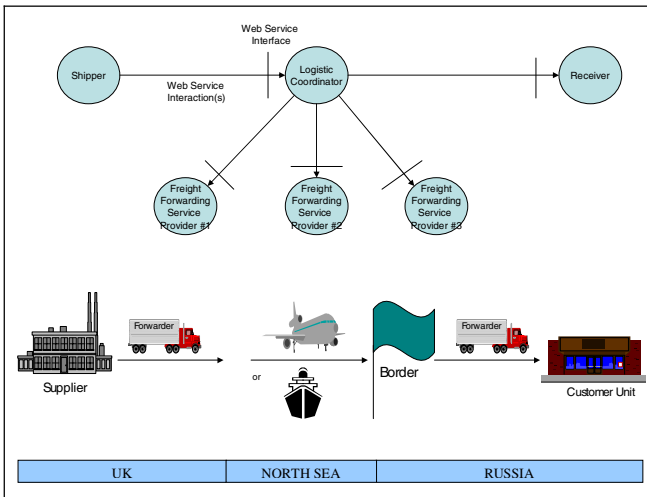 Web Service
Interface
Shipper
Logistic
Coordinator
Receiver
Web Service
Interaction(s)
Freight
Forwarding
Service
Provider #1
Freight
Forwarding
Service
Provider #2
Freight
Forwarding
Service
Provider #3
Forwarder
Forwarder
or
Supplier
Border
Customer Unit
UK
NORTH SEA
RUSSIA